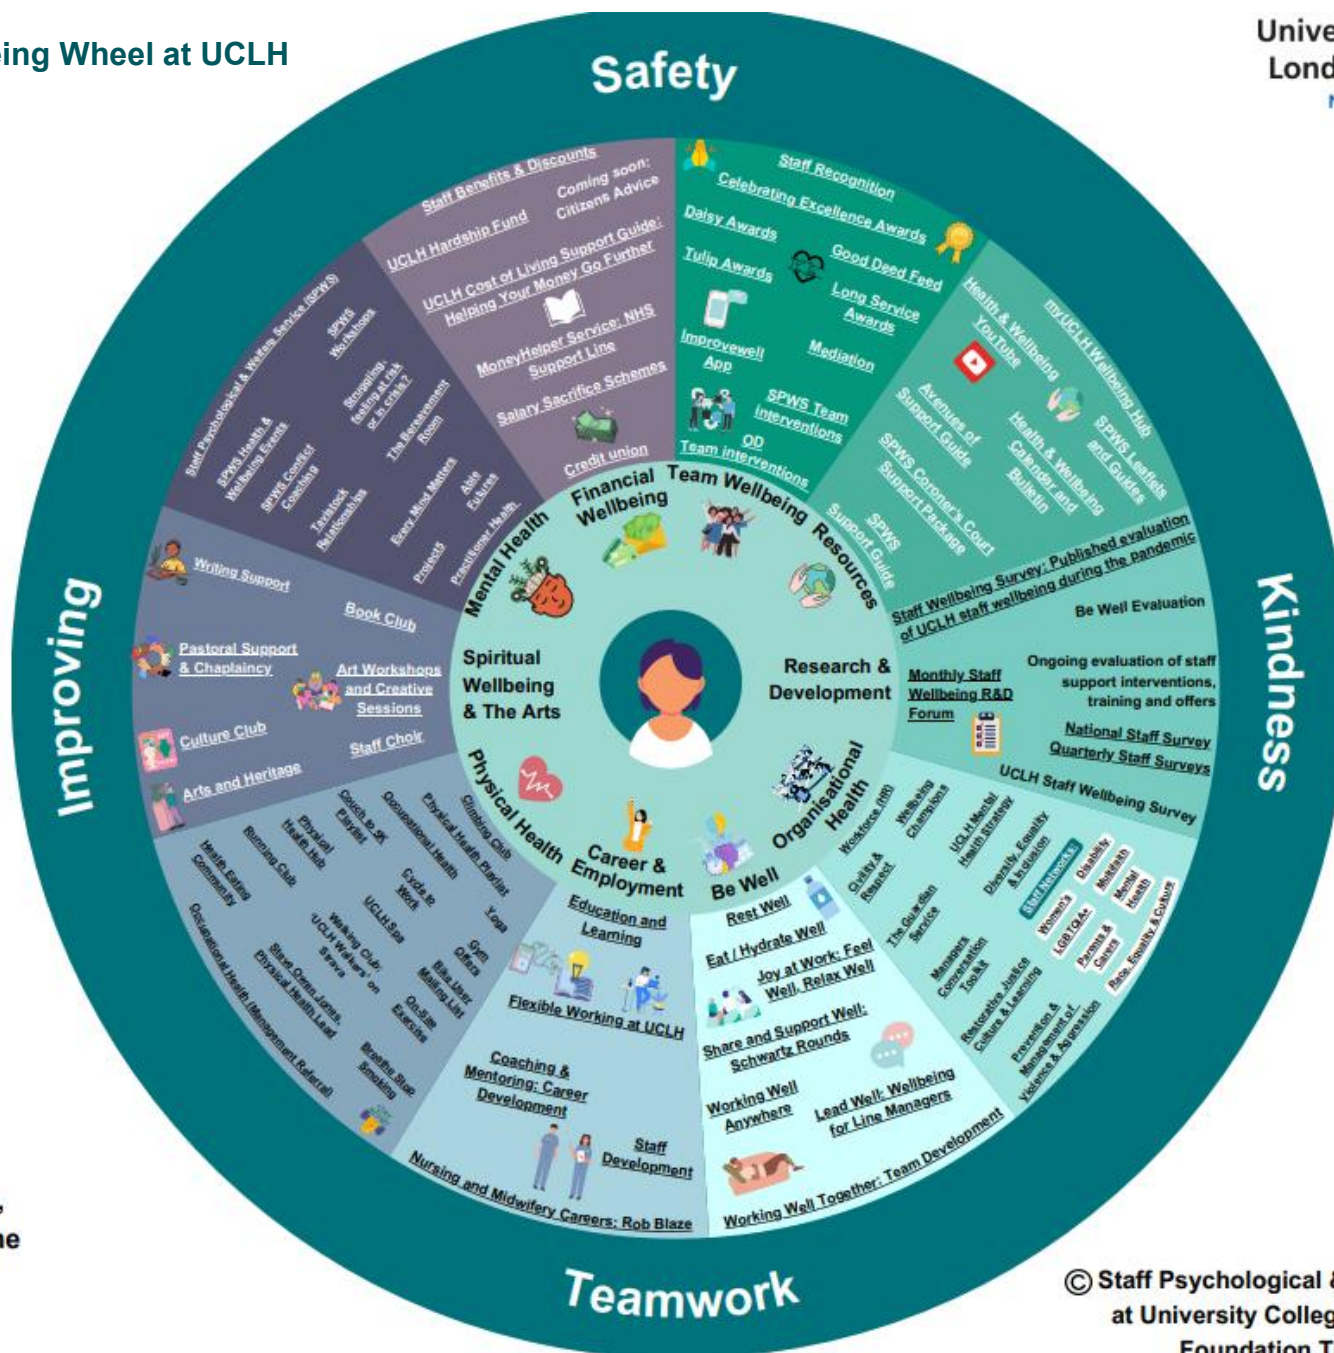 eing Wheel at UCLH
Unive
Lond
Safety
Kindness
Teamwork
Improving
Financial
Wellbeing
Team Wellbeing
Resources
Research &
Development
Organisational
Health
Be Well
Career &
Employment
Physical Health
Spiritual
Wellbeing
& The Arts
Mental Health
Staff Benefits & Discounts
Coming soon:
Citizens Advice
UCLH Hardship Fund
UCLH Cost of Living Support Guide:
Helping Your Money Go Further
MoneyHelper Service: NHS
Support Line
Salary Sacrifice Schemes
Credit union
Staff Recognition
Celebrating Excellence Awards
Daisy Awards
Good Deed Feed
Tulip Awards
Long Service
Awards
Improvewell
App
Mediation
SPWS Team
Interventions
OD
Team interventions
myUCLH Wellbeing Hub
Health & Wellbeing
YouTube
SPWS Leaflets
and Guides
Health & Wellbeing
Calendar and
Bulletin
Avenues of
Support Guide
SPWS Coroner's Court
Support Package
SPWS
Support Guide
Staff Wellbeing Survey: Published evaluation
of UCLH staff wellbeing during the pandemic
Be Well Evaluation
Ongoing evaluation of staff
support interventions,
training and offers
Monthly Staff
Wellbeing R&D
Forum
National Staff Survey
Quarterly Staff Surveys
UCLH Staff Wellbeing Survey
Workforce (HR)
Wellbeing
Champions
UCLH Mental
Health Strategy
Diversity, Equality
& Inclusion
Civility &
Respect
The Guardian
Service
Managers
Conversation
Toolkit
Restorative Justice
Culture & Learning
Prevention &
Management of
Violence & Aggression
Staff Networks:
Disability
Multifaith
Mental
Health
Women's
LGBTQIA+
Parents &
Carers
Race, Equality & Culture
Rest Well
Eat / Hydrate Well
Joy at Work: Feel
Well, Relax Well
Share and Support Well:
Schwartz Rounds
Working Well
Anywhere
Lead Well: Wellbeing
for Line Managers
Working Well Together: Team Development
Education and
Learning
Flexible Working at UCLH
Coaching &
Mentoring: Career
Development
Staff
Development
Nursing and Midwifery Careers: Rob Blaze
Climbing Club
Physical Health Playlist
Occupational Health
Couch to 5K
Playlist
Physical
Health Hub
Running Club
Health Eating
Community
Yoga
Cycle to
Work
UCLH Spa
Walking Club:
'UCLH Walkers' on
Strava
Gym
Offers
Bike User
Mailing List
On-Site
Exercise
Steve Owen Jones,
Physical Health Lead
Breathe Stop
Smoking
Occupational Health (Management Referral)
Writing Support
Book Club
Pastoral Support
& Chaplaincy
Art Workshops
and Creative
Sessions
Culture Club
Staff Choir
Arts and Heritage
Staff Psychological & Welfare Service (SPWS)
SPWS
Workshops
Struggling,
feeling at risk
or in crisis?
SPWS Health &
Wellbeing Events
The Bereavement
Room
SPWS Conflict
Coaching
Tavistock
Relationships
Every Mind Matters
Able
Futures
Project5
Practitioner Health
,
ne
© Staff Psychological &
at University Colleg
Foundation T